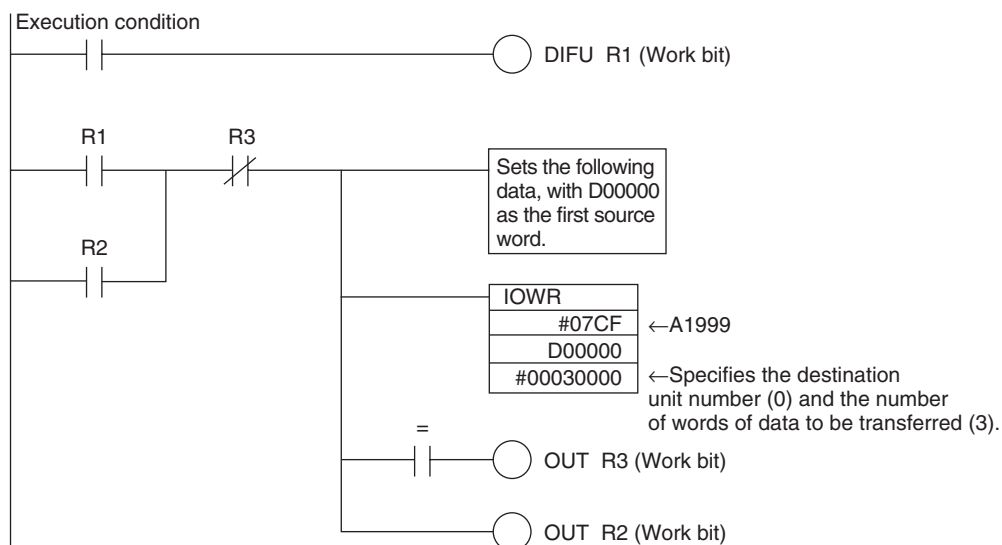 Execution condition
DIFU R1 (Work bit)
R1
R3
Sets the following
data, with D00000
as the first source
word.
R2
IOWR
#07CF
←A1999
D00000
#00030000
←Specifies the destination
unit number (0) and the number
of words of data to be transferred (3).
=
OUT R3 (Work bit)
OUT R2 (Work bit)